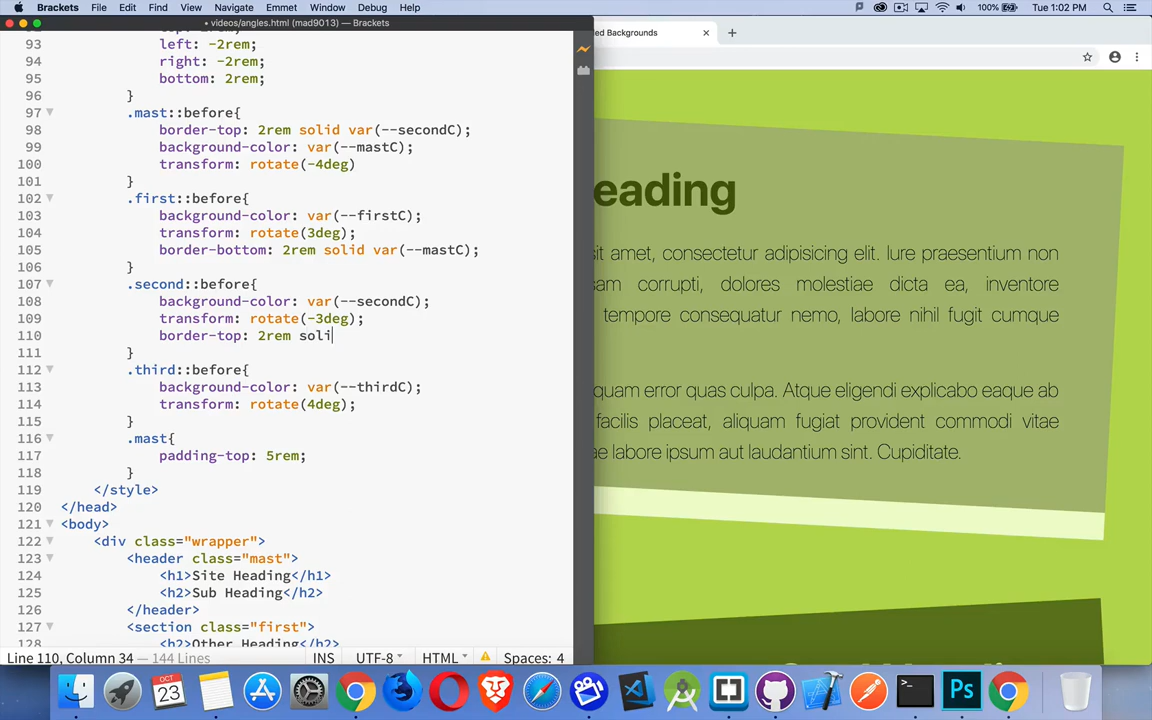 Brackets File Edit Find View Navigate Emmet Window Debug Help 100% Tue 1:02 PM
• videos/angles.html (mad9013) — Brackets
93 left: -2rem;
94 right: -2rem;
95 bottom: 2rem;
96 }
97 .mast::before{
98 border-top: 2rem solid var(--secondC);
99 background-color: var(--mastC);
100 transform: rotate(-4deg)
101 }
102 .first::before{
103 background-color: var(--firstC);
104 transform: rotate(3deg);
105 border-bottom: 2rem solid var(--mastC);
106 }
107 .second::before{
108 background-color: var(--secondC);
109 transform: rotate(-3deg);
110 border-top: 2rem soli
111 }
112 .third::before{
113 background-color: var(--thirdC);
114 transform: rotate(4deg);
115 }
116 .mast{
117 padding-top: 5rem;
118 }
119 </style>
120 </head>
121 <body>
122 <div class="wrapper">
123 <header class="mast">
124 <h1>Site Heading</h1>
125 <h2>Sub Heading</h2>
126 </header>
127 <section class="first">
128 <h2>Other Heading</h2>
Line 110, Column 34 — 144 Lines INS UTF-8 HTML Spaces: 4
ed Backgrounds
eading
sit amet, consectetur adipisicing elit. Iure praesentium non
sam corrupti, dolores molestiae dicta ea, inventore
tempore consequatur nemo, labore nihil fugit cumque
quam error quas culpa. Atque eligendi explicabo eaque ab
facilis placeat, aliquam fugiat provident commodi vitae
ae labore ipsum aut laudantium sint. Cupiditate.
OCT
23
Ps